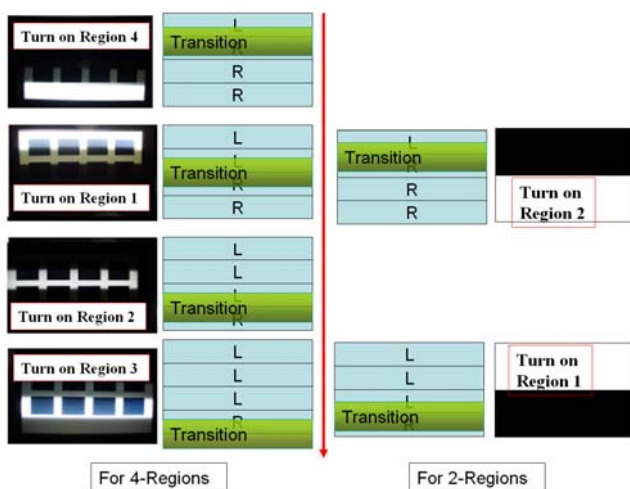 Turn on Region 4
L
Transition
R
R
Turn on Region 1
L
L
Transition
R
R
L
Transition
R
R
Turn on
Region 2
Turn on Region 2
L
L
L
Transition
R
Turn on Region 3
L
L
L
R
Transition
L
L
L
Transition
R
Turn on
Region 1
For 4-Regions
For 2-Regions